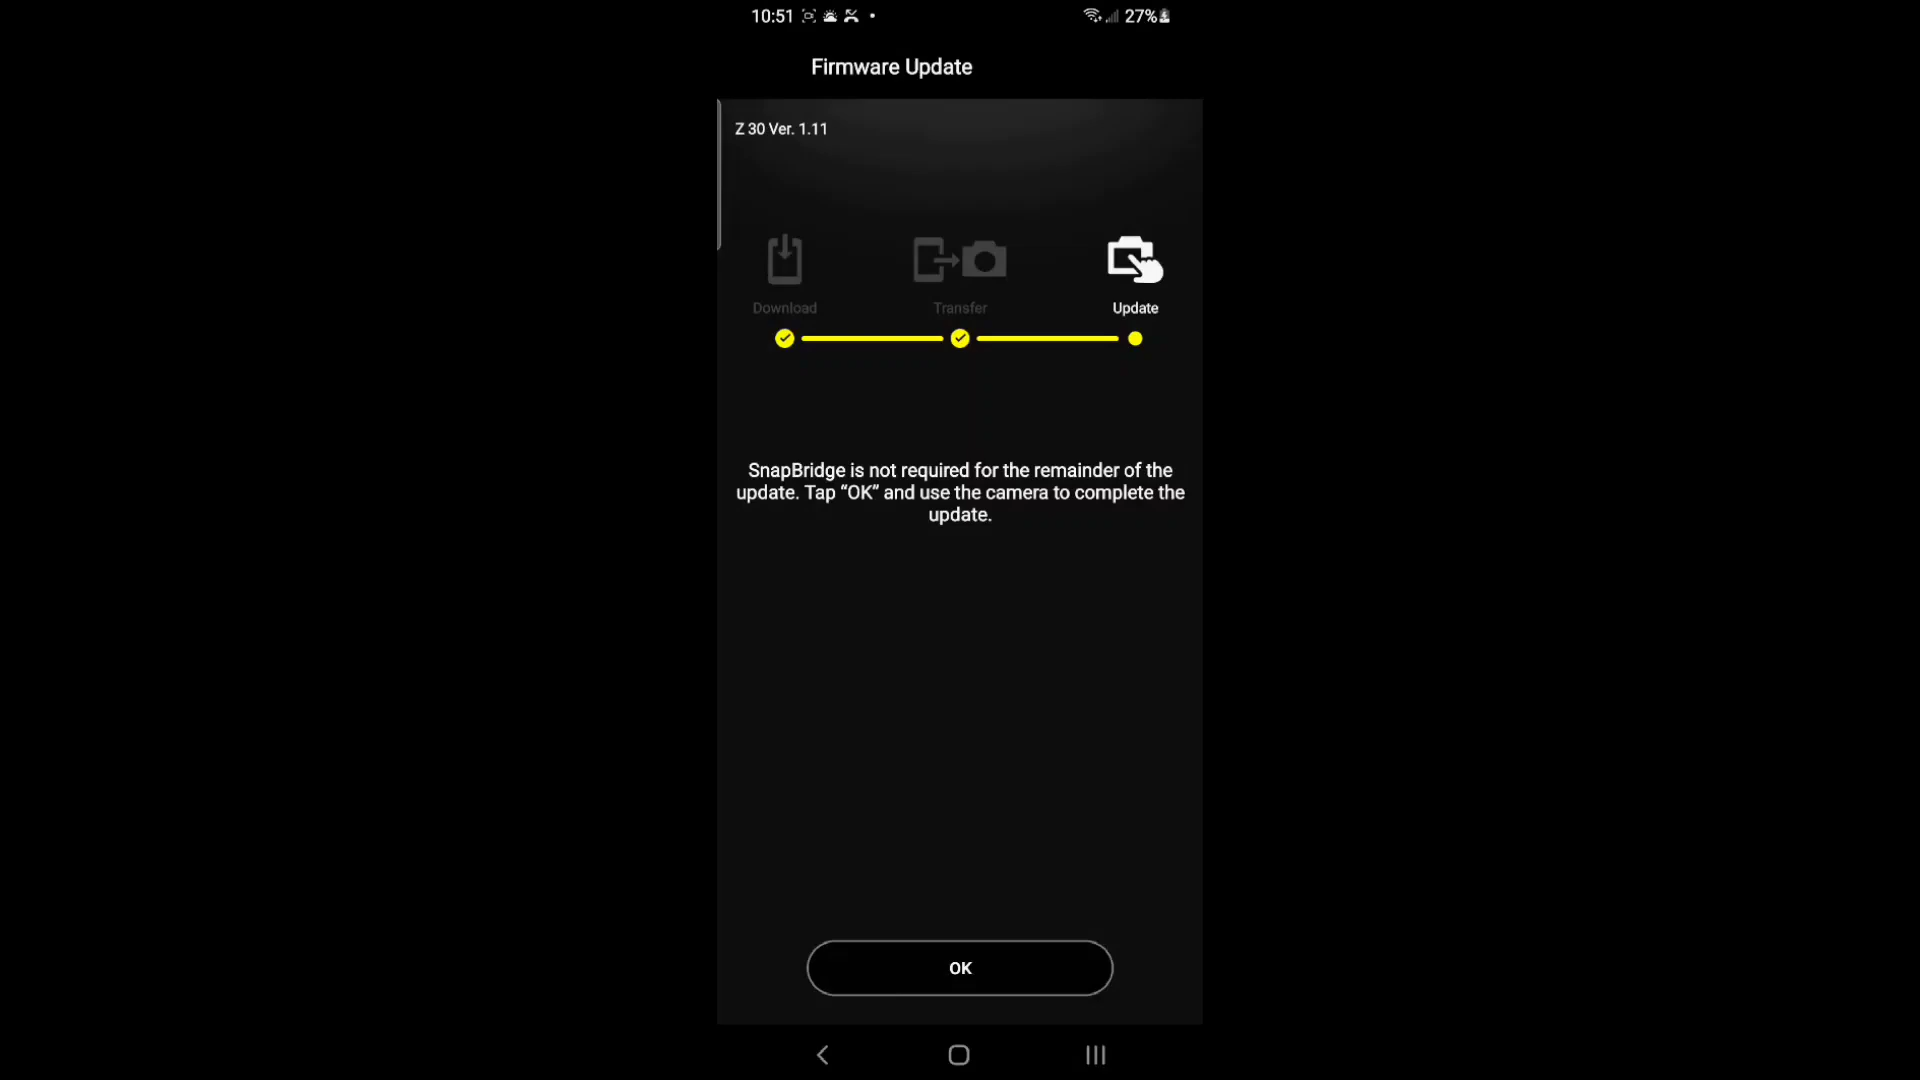 10:51 27%
Firmware Update
Z 30 Ver. 1.11
Download Transfer Update
SnapBridge is not required for the remainder of the
update. Tap “OK” and use the camera to complete the
update.
OK